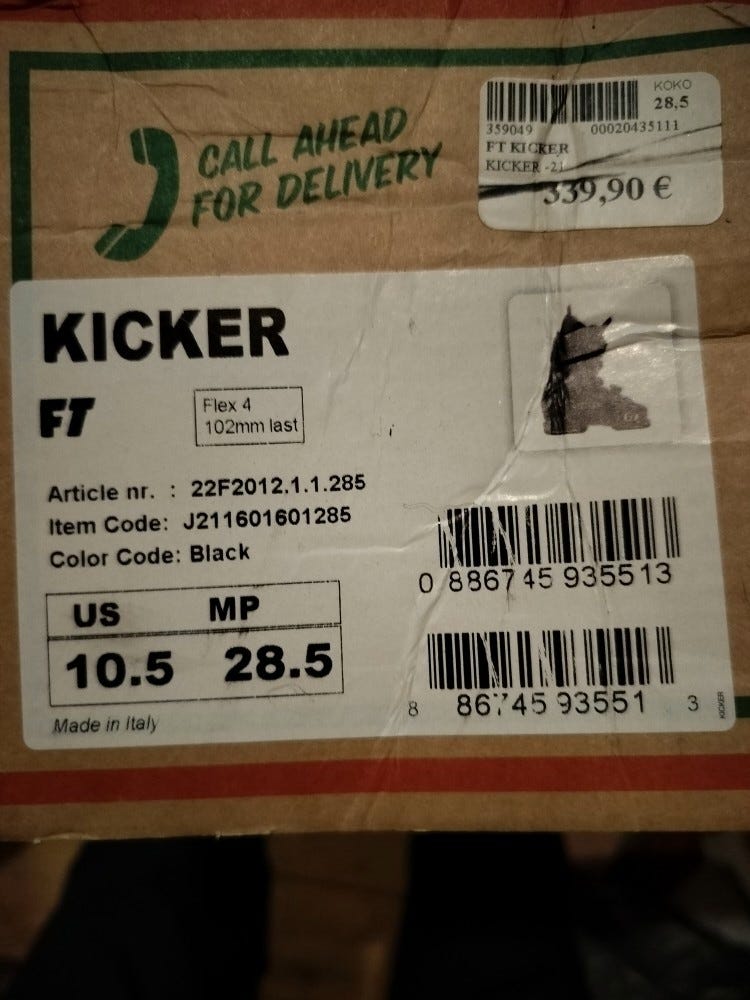 CALL AHEAD
FOR DELIVERY
KOKO
28,5
359049 00020435111
FT KICKER
KICKER -21
339,90 €
KICKER
FT
Flex 4
102mm last
Article nr. : 22F2012.1.1.285
Item Code: J211601601285
Color Code: Black
US MP
10.5 28.5
Made in Italy
0 886745 935513
8 86745 93551 3
KICKER